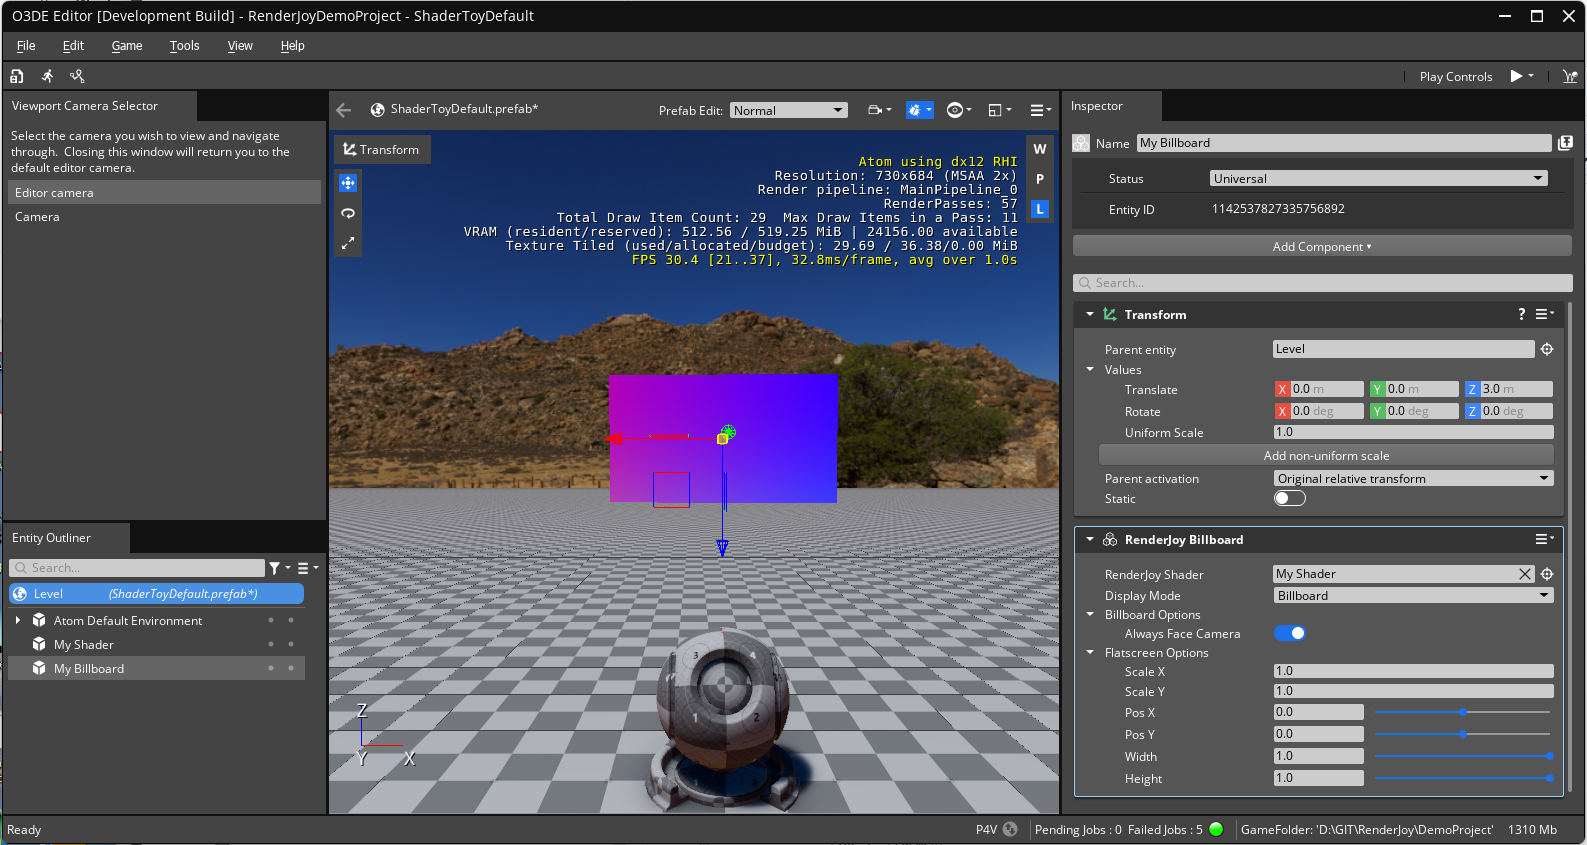 O3DE Editor [Development Build] - RenderJoyDemoProject - ShaderToyDefault
File Edit Game Tools View Help
Play Controls
Viewport Camera Selector
Select the camera you wish to view and navigate
through. Closing this window will return you to the
default editor camera.
Editor camera
Camera
Entity Outliner
Search...
Level (ShaderToyDefault.prefab*)
Atom Default Environment
My Shader
My Billboard
ShaderToyDefault.prefab*
Prefab Edit: Normal
Transform
W
P
L
Atom using dx12 RHI
Resolution: 730x684 (MSAA 2x)
Render pipeline: MainPipeline_0
RenderPasses: 57
Total Draw Item Count: 29 Max Draw Items in a Pass: 11
VRAM (resident/reserved): 512.56 / 519.25 MiB | 24156.00 available
Texture Tiled (used/allocated/budget): 29.69 / 36.38/0.00 MiB
FPS 30.4 [21..37], 32.8ms/frame, avg over 1.0s
3 4
1 2
Z
Y X
Inspector
Name My Billboard
Status Universal
Entity ID 1142537827335756892
Add Component
Search...
Transform ?
Parent entity Level
Values
Translate X 0.0 m Y 0.0 m Z 3.0 m
Rotate X 0.0 deg Y 0.0 deg Z 0.0 deg
Uniform Scale 1.0
Add non-uniform scale
Parent activation Original relative transform
Static
RenderJoy Billboard
RenderJoy Shader My Shader
Display Mode Billboard
Billboard Options
Always Face Camera
Flatscreen Options
Scale X 1.0
Scale Y 1.0
Pos X 0.0
Pos Y 0.0
Width 1.0
Height 1.0
Ready
P4V Pending Jobs : 0 Failed Jobs : 5 GameFolder: 'D:\GIT\RenderJoy\DemoProject' 1310 Mb